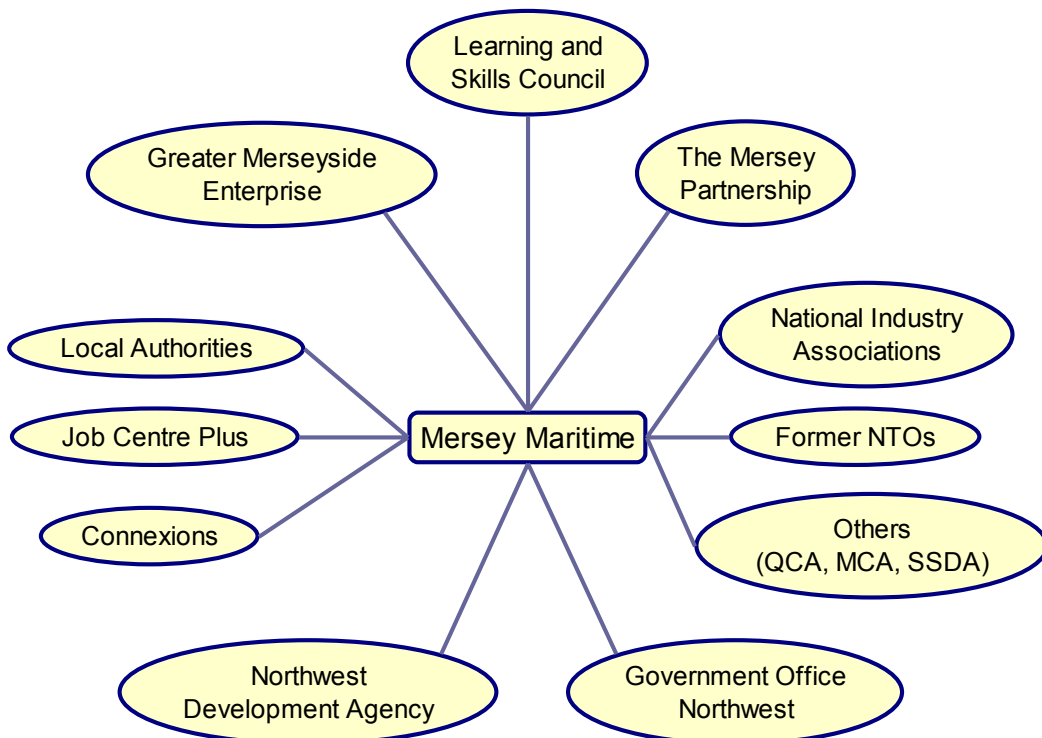 Learning and
Skills Council
Greater Merseyside
Enterprise
The Mersey
Partnership
National Industry
Associations
Local Authorities
Job Centre Plus
Mersey Maritime
Former NTOs
Connexions
Others
(QCA, MCA, SSDA)
Northwest
Development Agency
Government Office
Northwest